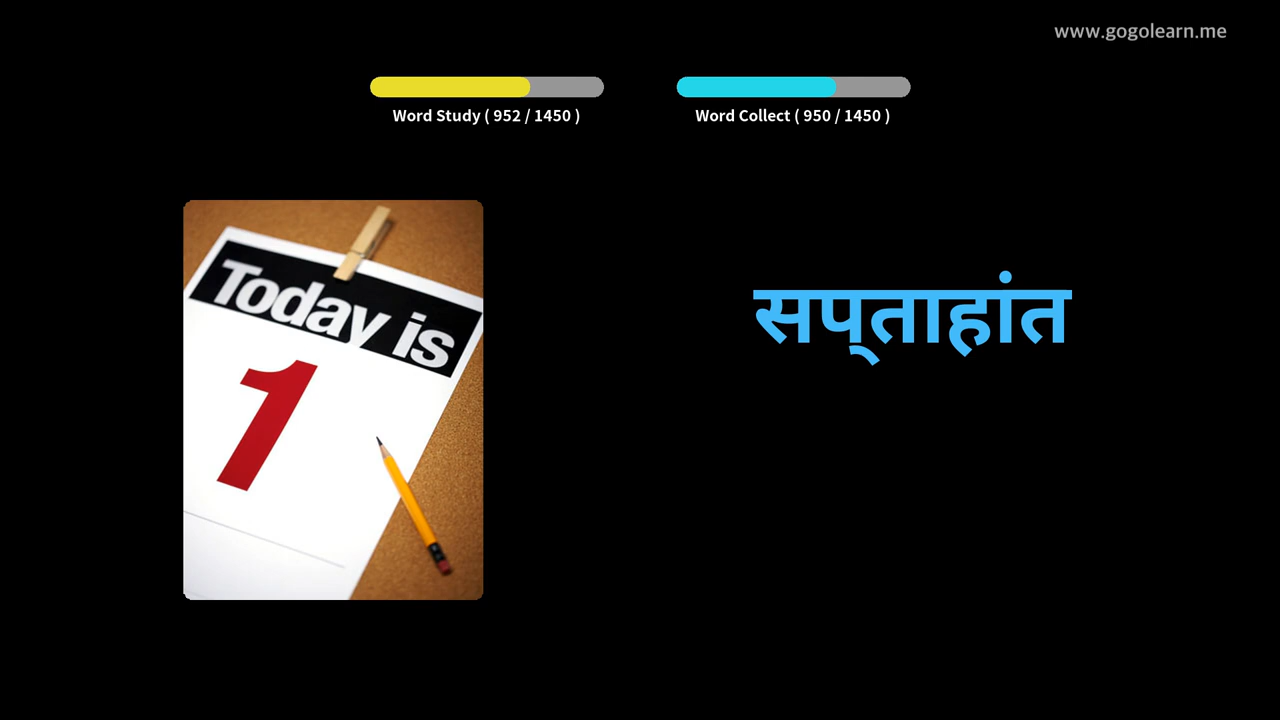 www.gogolearn.me
Word Study ( 952 / 1450 )
Word Collect ( 950 / 1450 )
Today is
1
सप्ताहांत